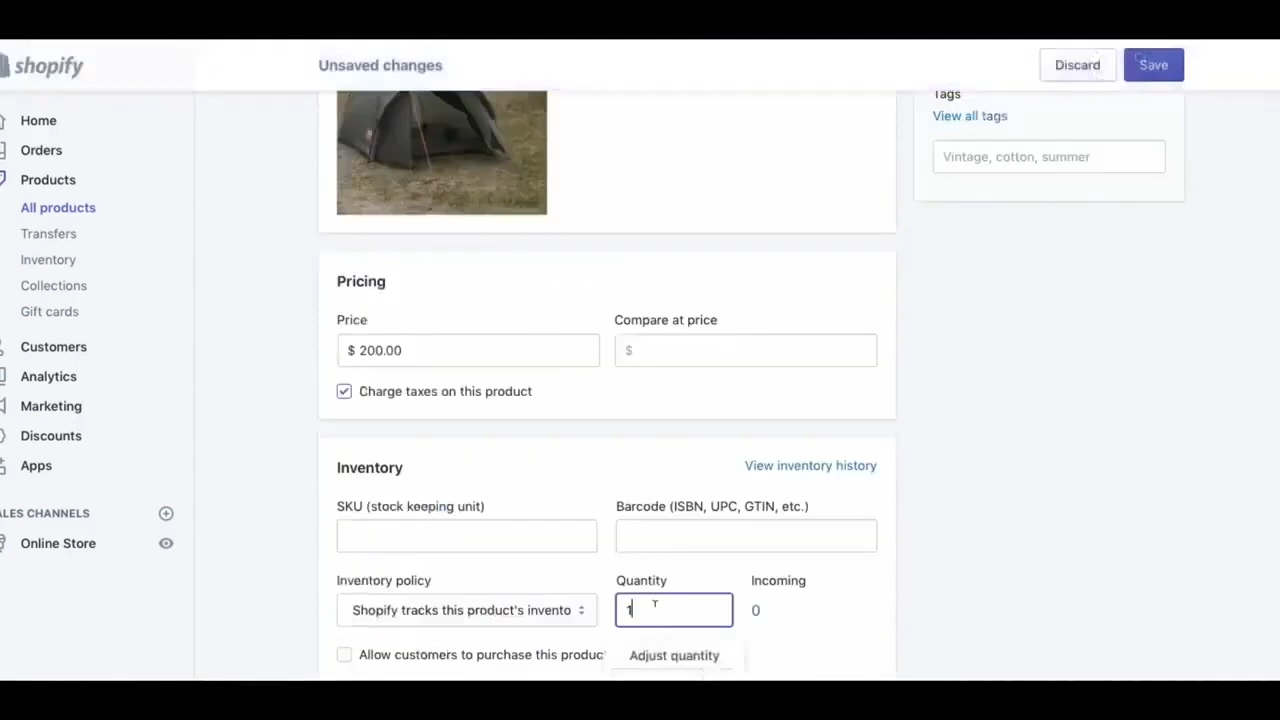 shopify
Unsaved changes
Discard
Save
Home
Orders
Products
All products
Transfers
Inventory
Collections
Gift cards
Customers
Analytics
Marketing
Discounts
Apps
ALES CHANNELS
Online Store
Tags
View all tags
Vintage, cotton, summer
Pricing
Price
Compare at price
$ 200.00
$
Charge taxes on this product
Inventory
View inventory history
SKU (stock keeping unit)
Barcode (ISBN, UPC, GTIN, etc.)
Inventory policy
Quantity
Incoming
Shopify tracks this product's invento
1
0
Allow customers to purchase this produc
Adjust quantity